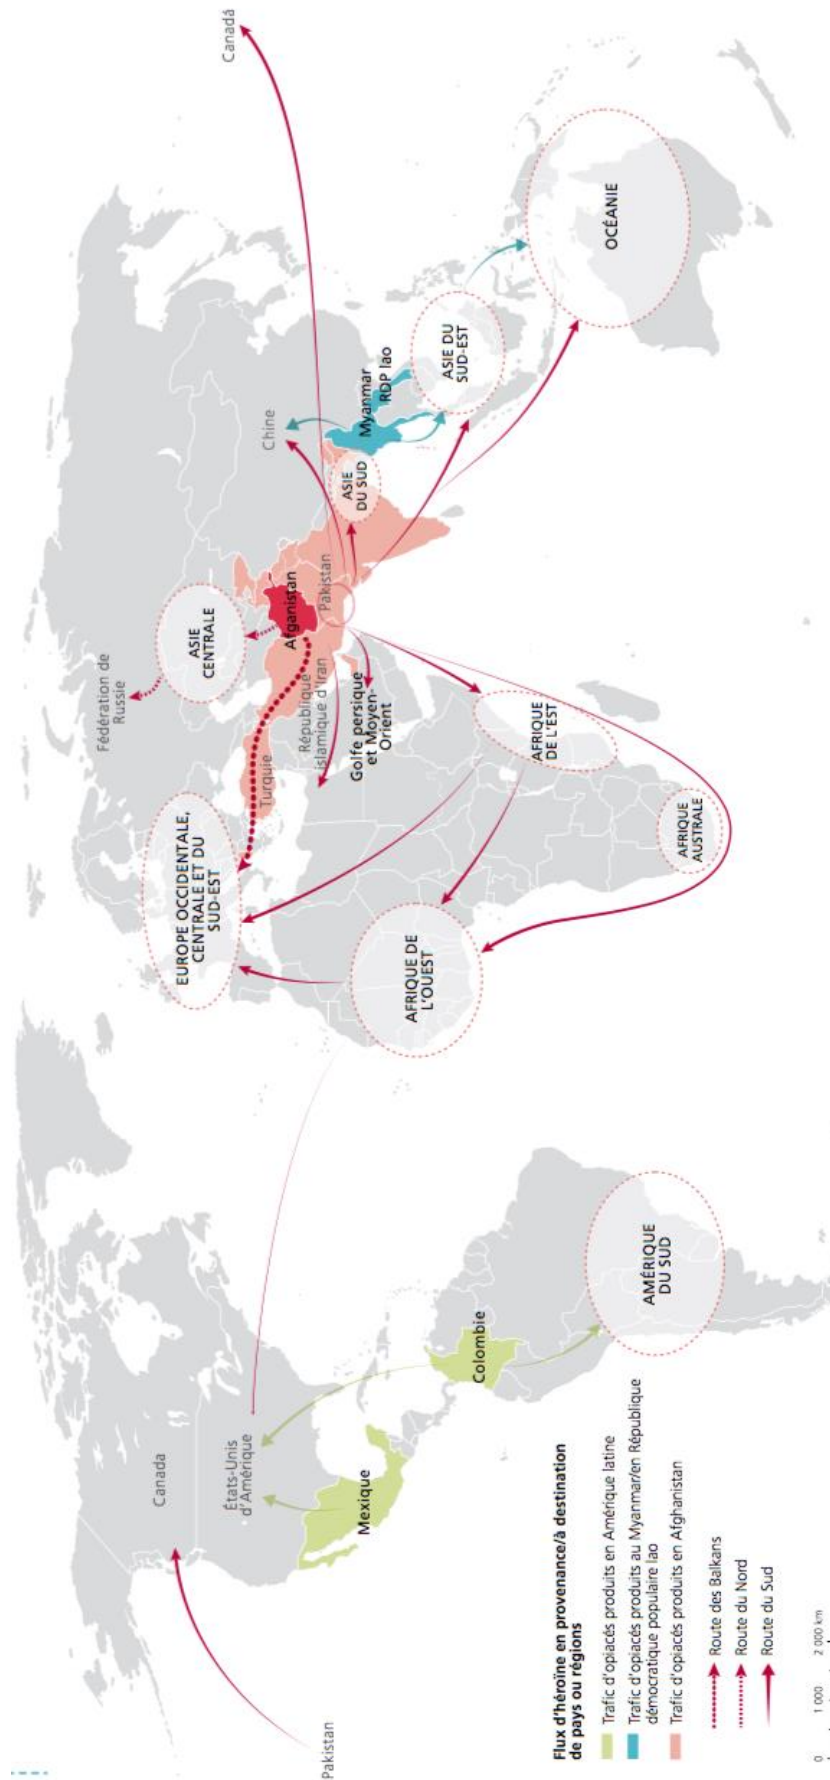 Canada
États-Unis
d'Amérique
Mexique
Colombie
AMÉRIQUE
DU SUD
Pakistan
EUROPE OCCIDENTALE,
CENTRALE ET DU
SUD-EST
Fédération de
Russie
ASIE
CENTRALE
Turquie
Afganistan
République
islamique d'Iran
Pakistan
Golfe persique
et Moyen-
Orient
Chine
ASIE
DU SUD
Myanmar
RDP lao
ASIE DU
SUD-EST
Canadá
OCÉANIE
AFRIQUE DE
L'OUEST
AFRIQUE
DE L'EST
AFRIQUE
AUSTRALE
Flux d'héroïne en provenance/à destination
de pays ou régions
Trafic d'opiacés produits en Amérique latine
Trafic d'opiacés produits au Myanmar/en République
démocratique populaire lao
Trafic d'opiacés produits en Afghanistan
Route des Balkans
Route du Nord
Route du Sud
0 1 000 2 000 km